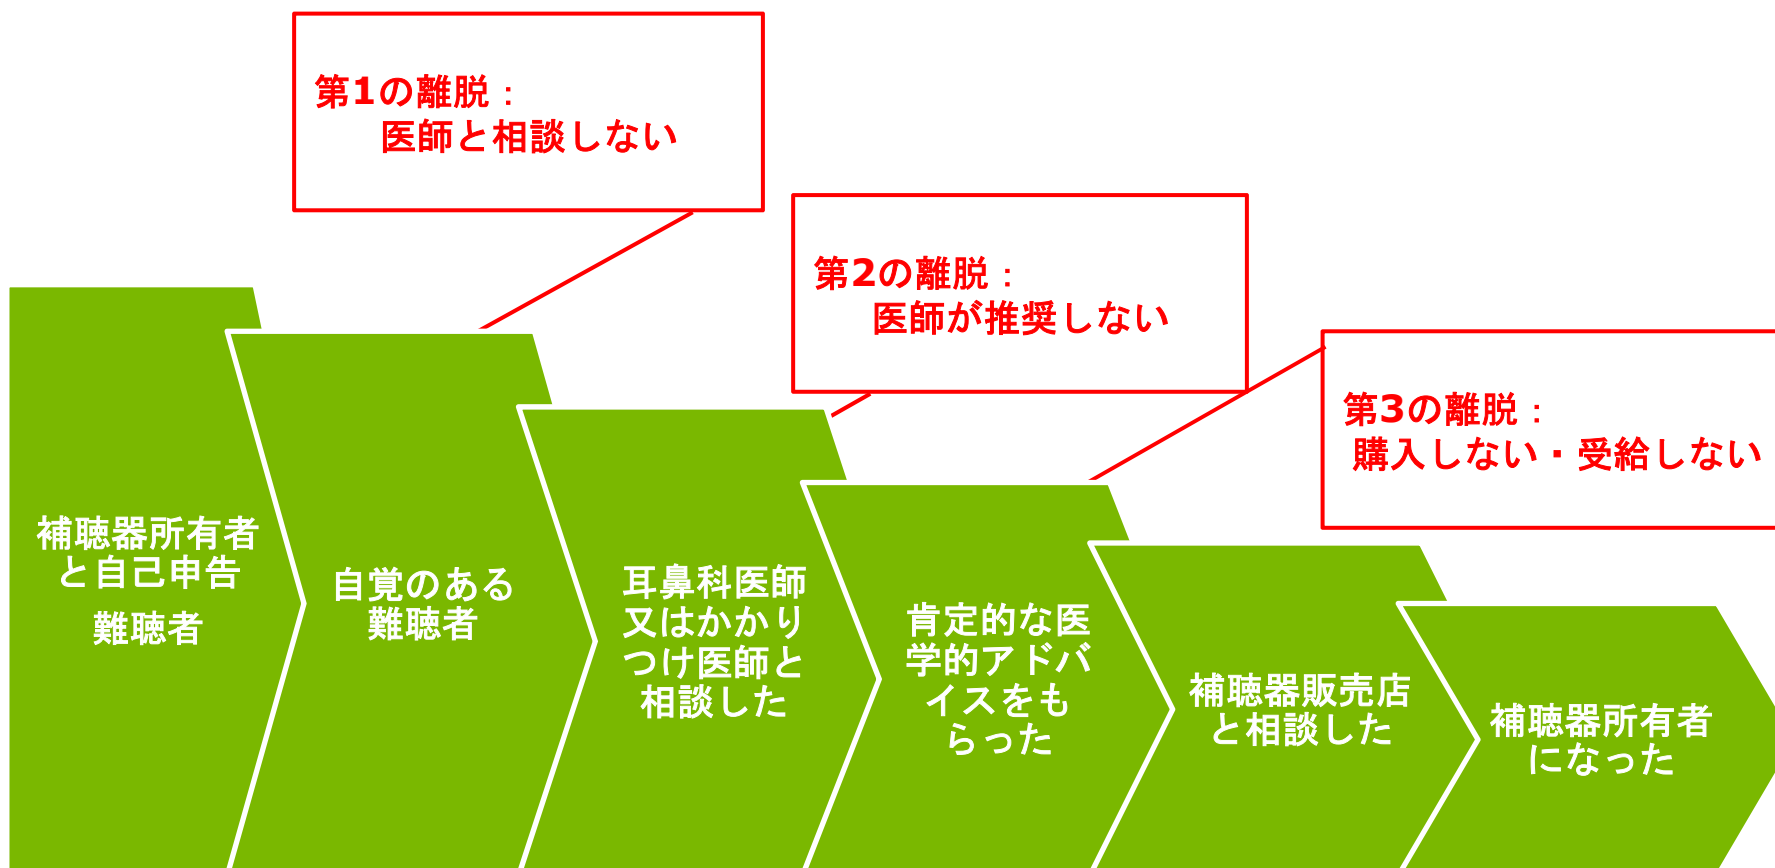 第1の離脱：
医師と相談しない
第2の離脱：
医師が推奨しない
第3の離脱：
購入しない・受給しない
補聴器所有者
と自己申告
難聴者
自覚のある
難聴者
耳鼻科医師
又はかかり
つけ医師と
相談した
肯定的な医
学的アドバ
イスをも
らった
補聴器販売店
と相談した
補聴器所有者
になった